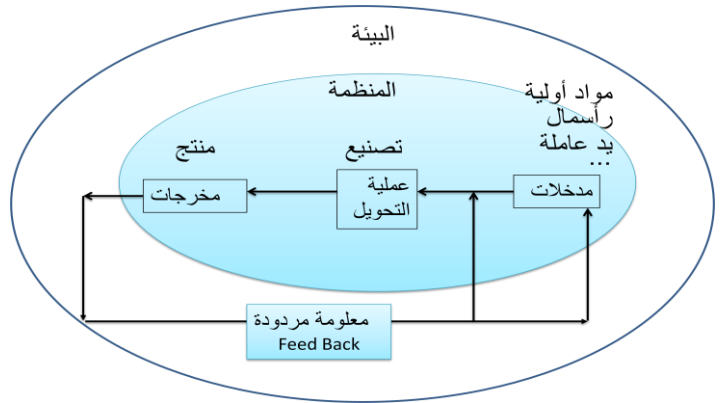 البيئة
المنظمة
مواد أولية
رأسمال
يد عاملة
...
تصنيع
منتج
مدخلات
عملية
التحويل
مخرجات
معلومة مردودة
Feed Back